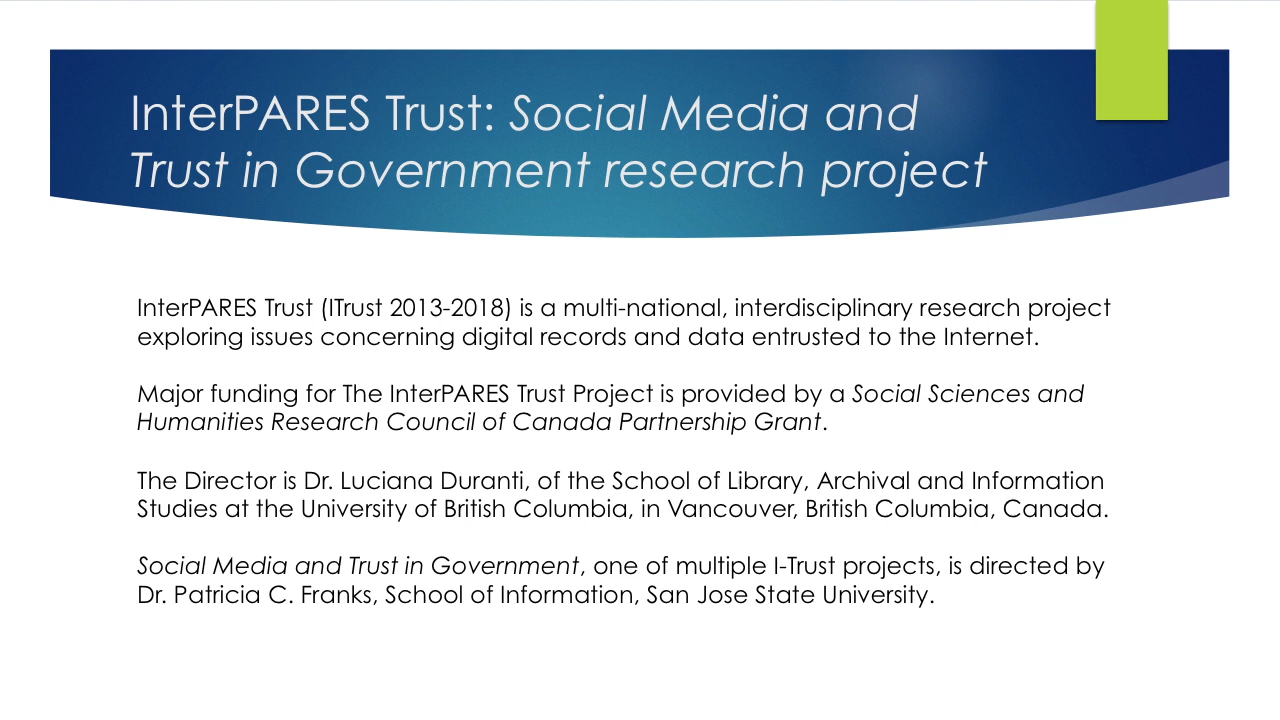 InterPARES Trust: Social Media and
Trust in Government research project
InterPARES Trust (ITrust 2013-2018) is a multi-national, interdisciplinary research project
exploring issues concerning digital records and data entrusted to the Internet.
Major funding for The InterPARES Trust Project is provided by a Social Sciences and
Humanities Research Council of Canada Partnership Grant.
The Director is Dr. Luciana Duranti, of the School of Library, Archival and Information
Studies at the University of British Columbia, in Vancouver, British Columbia, Canada.
Social Media and Trust in Government, one of multiple I-Trust projects, is directed by
Dr. Patricia C. Franks, School of Information, San Jose State University.